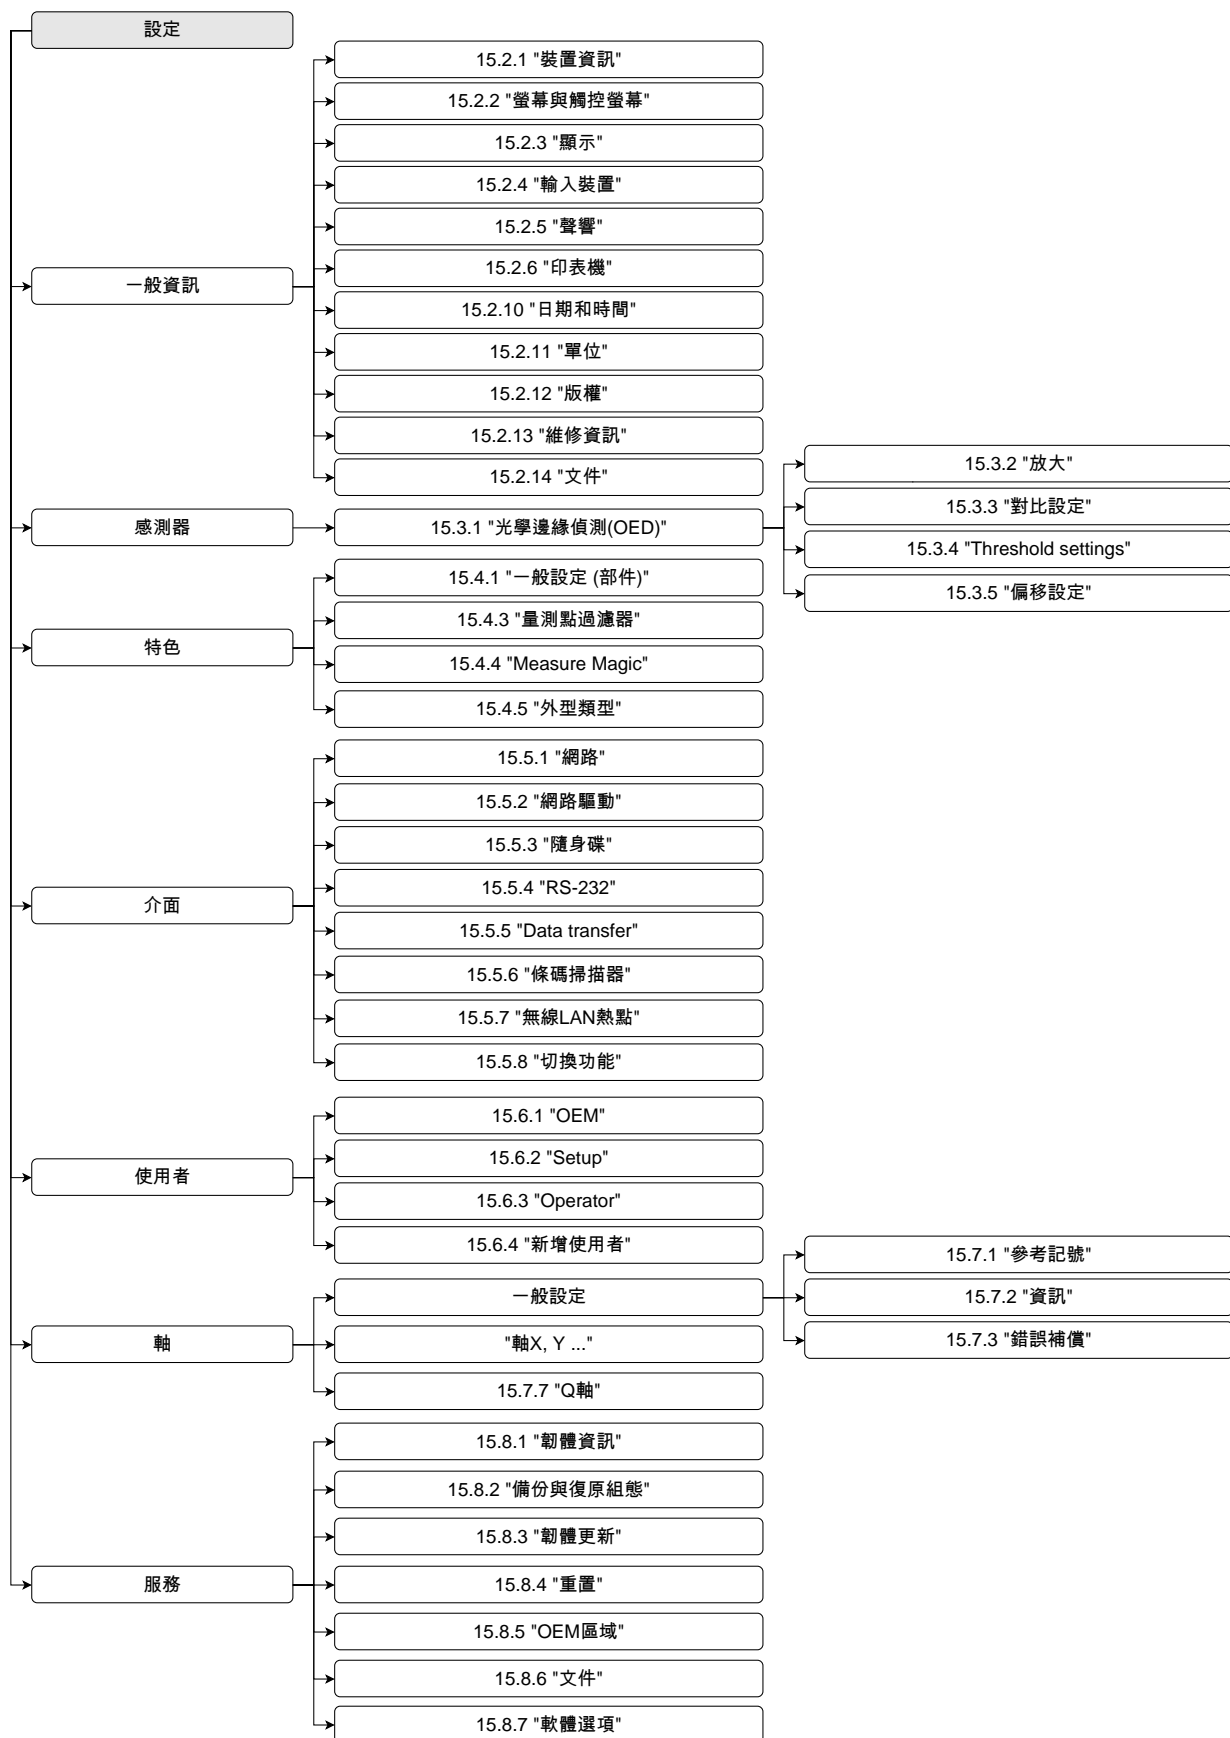 設定
一般資訊
15.2.1 "裝置資訊"
15.2.2 "螢幕與觸控螢幕"
15.2.3 "顯示"
15.2.4 "輸入裝置"
15.2.5 "聲響"
15.2.6 "印表機"
15.2.10 "日期和時間"
15.2.11 "單位"
15.2.12 "版權"
15.2.13 "維修資訊"
15.2.14 "文件"
感測器
15.3.1 "光學邊緣偵測(OED)"
15.3.2 "放大"
15.3.3 "對比設定"
15.3.4 "Threshold settings"
15.3.5 "偏移設定"
特色
15.4.1 "一般設定 (部件)"
15.4.3 "量測點過濾器"
15.4.4 "Measure Magic"
15.4.5 "外型類型"
介面
15.5.1 "網路"
15.5.2 "網路驅動"
15.5.3 "隨身碟"
15.5.4 "RS-232"
15.5.5 "Data transfer"
15.5.6 "條碼掃描器"
15.5.7 "無線LAN熱點"
15.5.8 "切換功能"
使用者
15.6.1 "OEM"
15.6.2 "Setup"
15.6.3 "Operator"
15.6.4 "新增使用者"
軸
一般設定
15.7.1 "參考記號"
15.7.2 "資訊"
15.7.3 "錯誤補償"
"軸X, Y ..."
15.7.7 "Q軸"
服務
15.8.1 "韌體資訊"
15.8.2 "備份與復原組態"
15.8.3 "韌體更新"
15.8.4 "重置"
15.8.5 "OEM區域"
15.8.6 "文件"
15.8.7 "軟體選項"